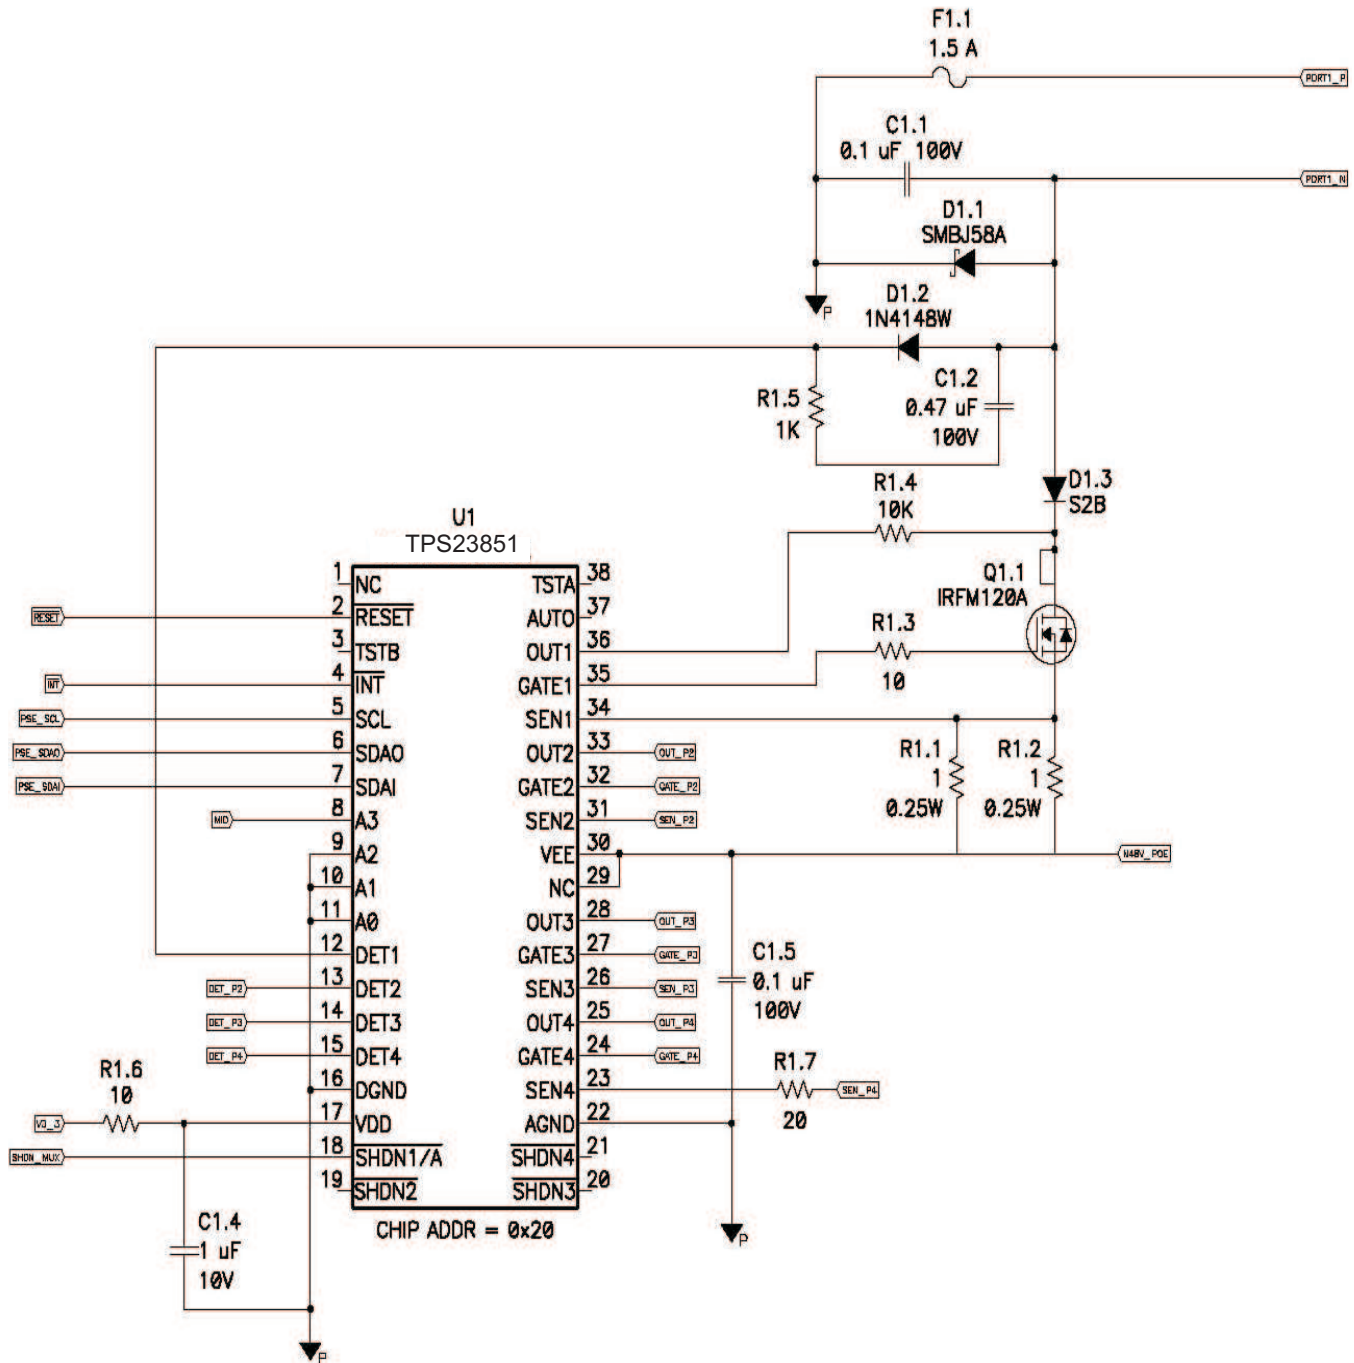 F1.1
1.5 A
PORT1_P
C1.1
0.1 uF 100V
PORT1_N
D1.1
SMBJ58A
P
D1.2
1N4148W
C1.2
0.47 uF
100V
R1.5
1K
D1.3
S2B
R1.4
10K
U1
TPS23851
Q1.1
IRFM120A
R1.3
10
1 NC
2 RESET
3 TSTB
4 INT
5 SCL
6 SDAO
7 SDAI
8 A3
9 A2
10 A1
11 A0
12 DET1
13 DET2
14 DET3
15 DET4
16 DGND
17 VDD
18 SHDN1/A
19 SHDN2
TSTA 38
AUTO 37
OUT1 36
GATE1 35
SEN1 34
OUT2 33
GATE2 32
SEN2 31
VEE 30
NC 29
OUT3 28
GATE3 27
SEN3 26
OUT4 25
GATE4 24
SEN4 23
AGND 22
SHDN4 21
SHDN3 20
RESET
INT
PSE_SCL
PSE_SDAO
PSE_SDAI
MID
DET_P2
DET_P3
DET_P4
R1.6
10
V3_3
SHDN_MUX
OUT_P2
GATE_P2
SEN_P2
R1.1
1
0.25W
R1.2
1
0.25W
N48V_POE
OUT_P3
GATE_P3
SEN_P3
OUT_P4
GATE_P4
C1.5
0.1 uF
100V
R1.7
20
SEN_P4
CHIP ADDR = 0x20
P
C1.4
1 uF
10V
P